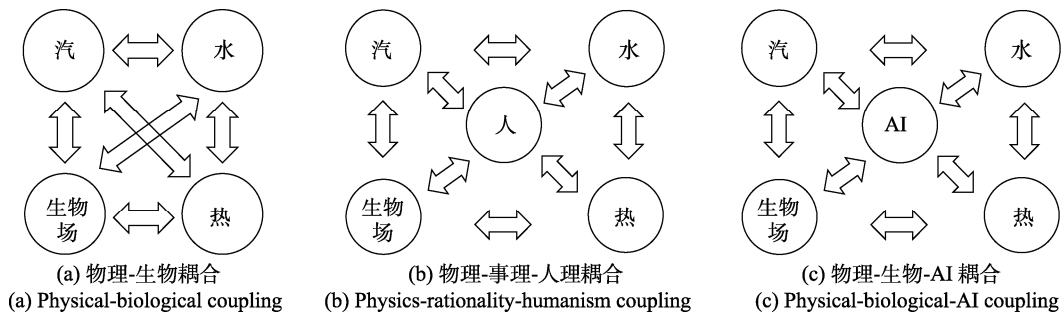 汽
水
生物
场
热
(a) 物理-生物耦合
(a) Physical-biological coupling
汽
水
人
生物
场
热
(b) 物理-事理-人理耦合
(b) Physics-rationality-humanism coupling
汽
水
AI
生物
场
热
(c) 物理-生物-AI 耦合
(c) Physical-biological-AI coupling